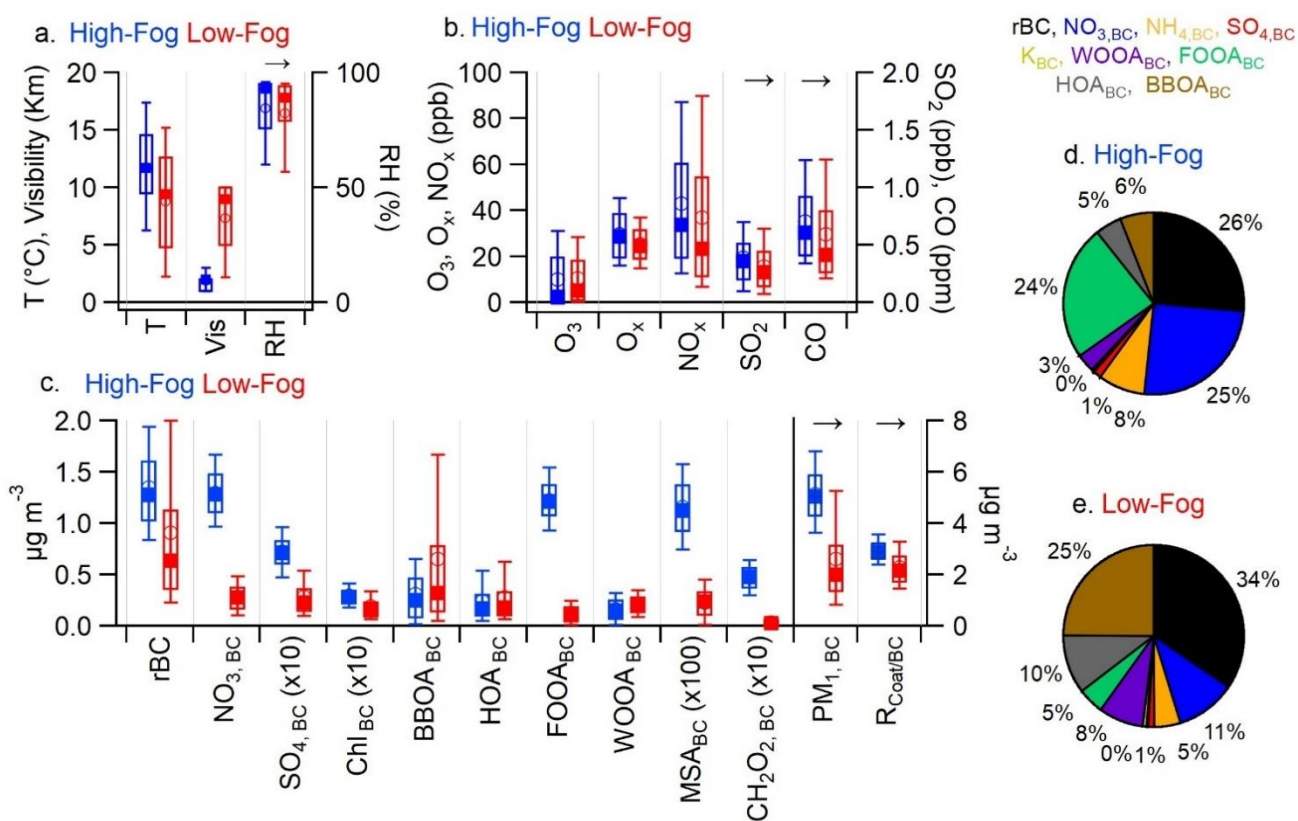 a. High-Fog Low-Fog
→
20
15
10
5
0
T (°C), Visibility (Km)
100
50
0
RH (%)
T
Vis
RH
b. High-Fog Low-Fog
→ →
100
80
60
40
20
0
O3, Ox, NOx (ppb)
2.0
1.5
1.0
0.5
0.0
SO2 (ppb), CO (ppm)
O3
Ox
NOx
SO2
CO
rBC, NO3,BC, NH4,BC, SO4,BC
KBC, WOOABC, FOOABC
HOABC, BBOABC
d. High-Fog
26%
25%
8%
1%
0%
3%
24%
5%
6%
c. High-Fog Low-Fog
→ →
2.0
1.5
1.0
0.5
0.0
µg m-3
8
6
4
2
0
µg m-3
rBC
NO3, BC
SO4, BC (x10)
ChlBC (x10)
BBOABC
HOABC
FOOABC
WOOABC
MSABC (x100)
CH2O2, BC (x10)
PM1, BC
RCoat/BC
e. Low-Fog
34%
11%
5%
1%
0%
8%
5%
10%
25%